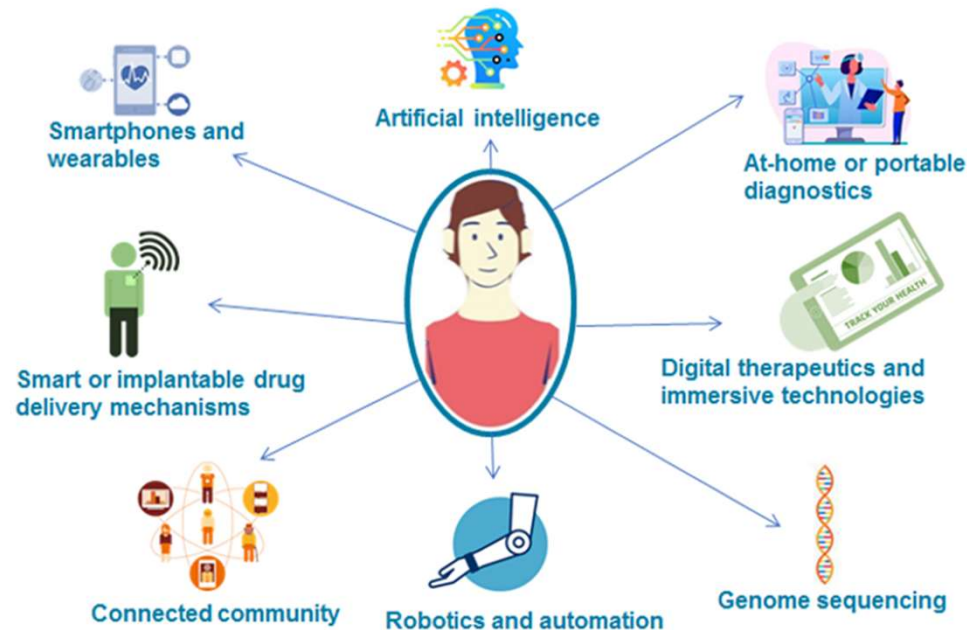 Artificial intelligence
Smartphones and
wearables
At-home or portable
diagnostics
TRACK YOUR HEALTH
Smart or implantable drug
delivery mechanisms
Digital therapeutics and
immersive technologies
Connected community
Robotics and automation
Genome sequencing